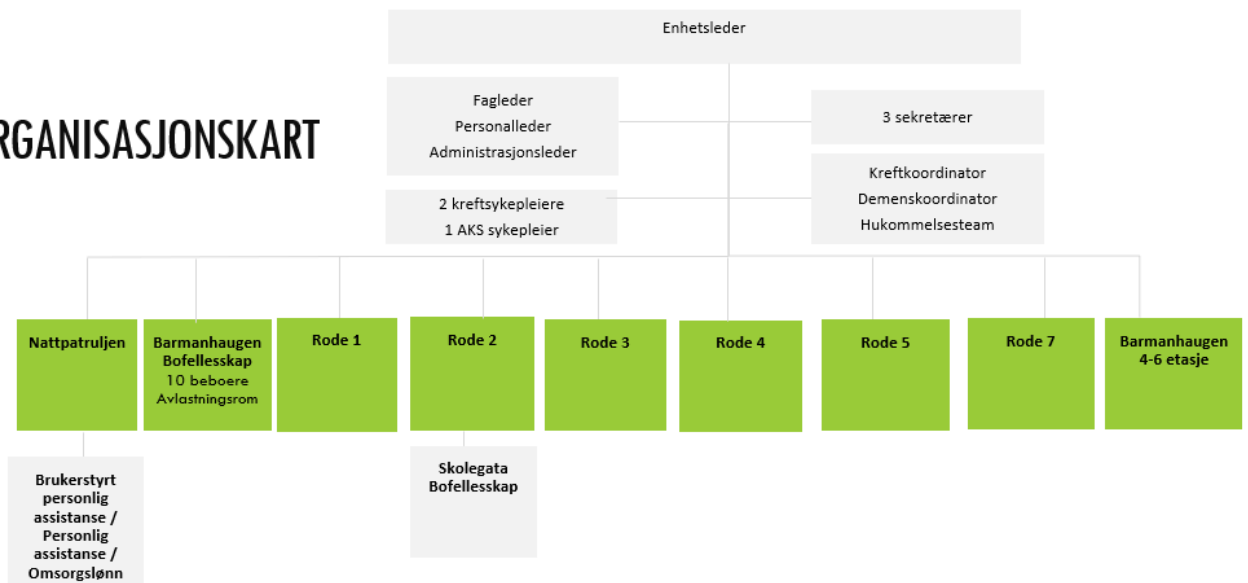 Enhetsleder
RGANISASJONSKART
Fagleder
Personalleder
Administrasjonsleder
3 sekretærer
2 kreftsykepleiere
1 AKS sykepleier
Kreftkoordinator
Demenskoordinator
Hukommelsesteam
Nattpatruljen
Barmanhaugen
Bofellesskap
10 beboere
Avlastningsrom
Rode 1
Rode 2
Rode 3
Rode 4
Rode 5
Rode 7
Barmanhaugen
4-6 etasje
Brukerstyrt
personlig
assistanse /
Personlig
assistanse /
Omsorgslønn
Skolegata
Bofellesskap